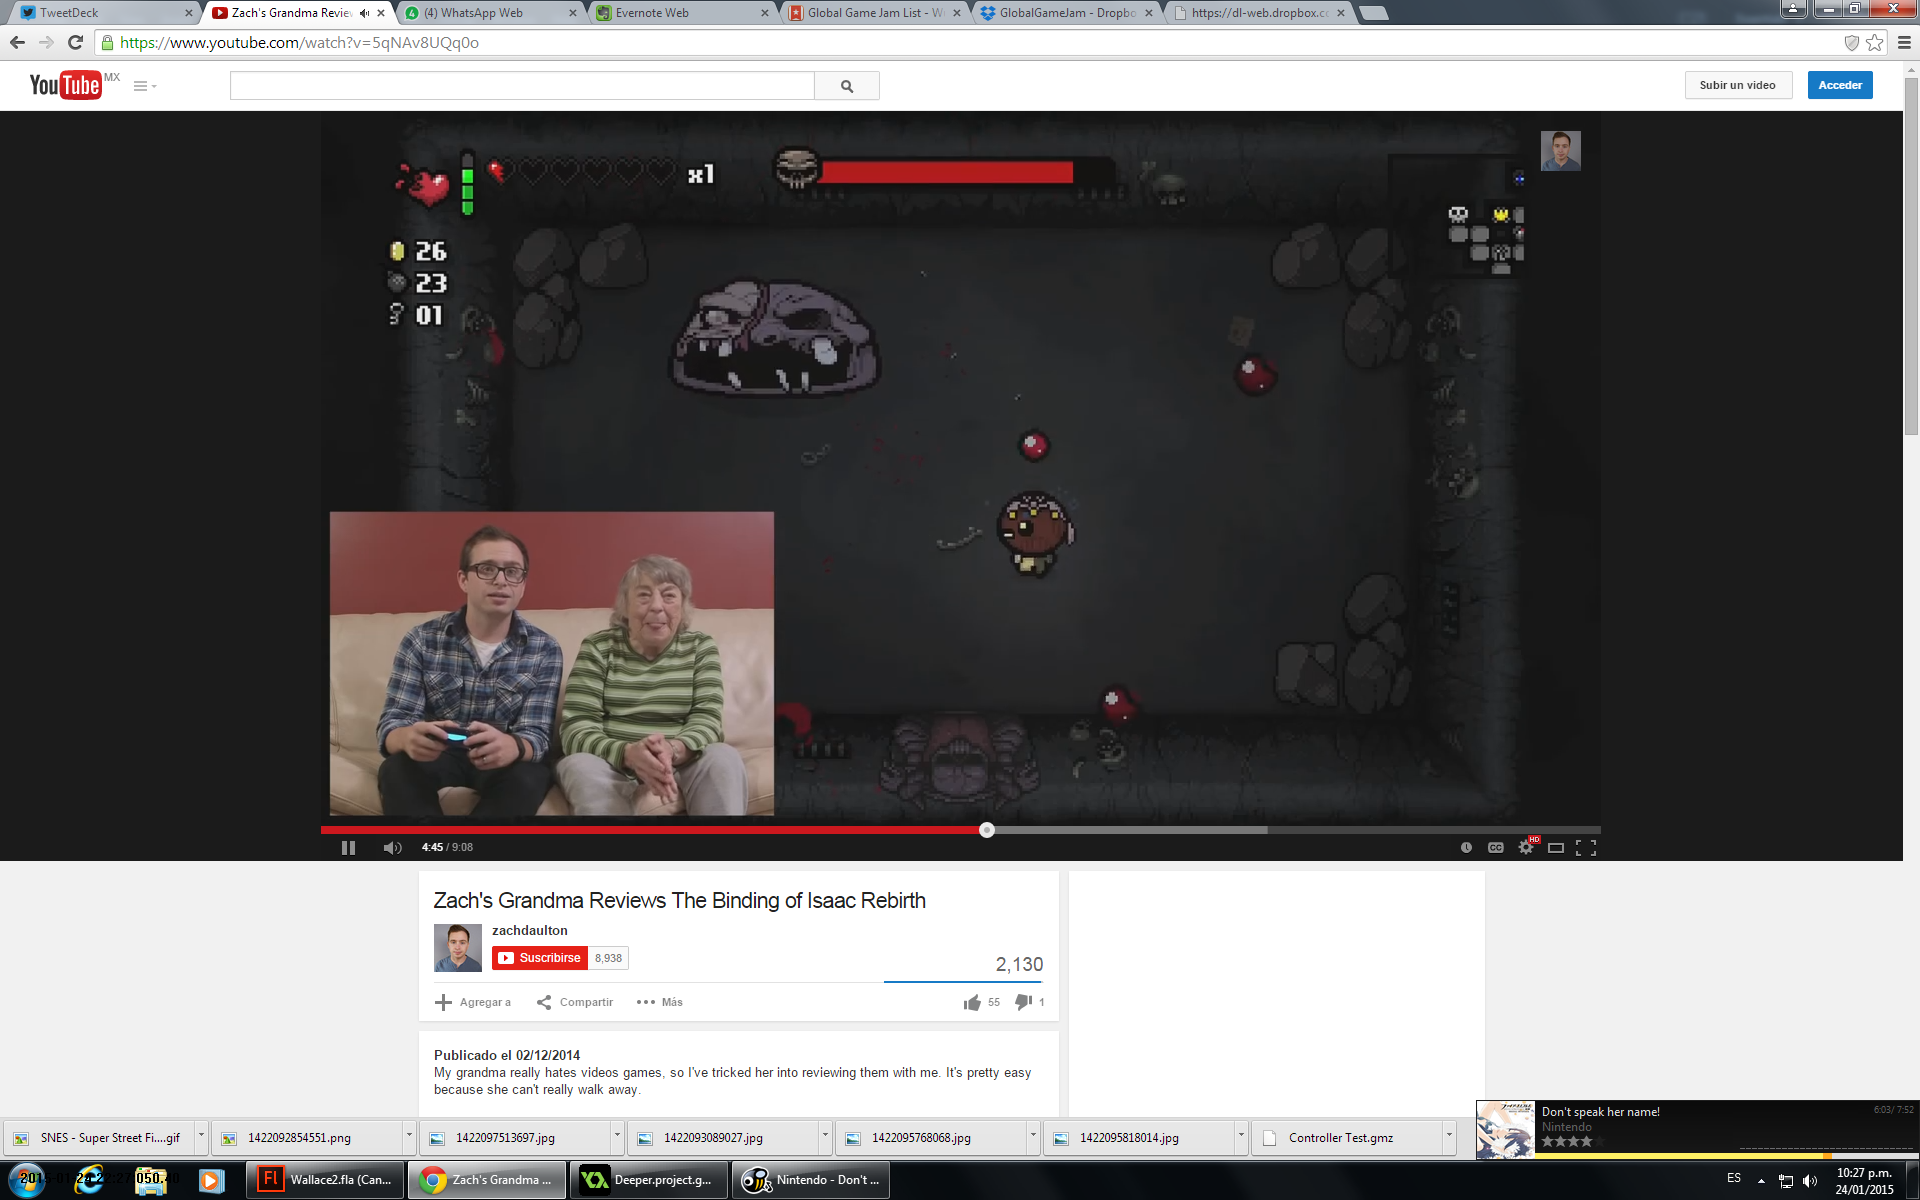 TweetDeck
Zach's Grandma Review
(4) WhatsApp Web
Evernote Web
Global Game Jam List - W
GlobalGameJam - Dropbo
https://dl-web.dropbox.c
https://www.youtube.com/watch?v=5qNAv8UQq0o
YouTube MX
Subir un video
Acceder
x1
26
23
01
4:45 / 9:08
CC
HD
Zach's Grandma Reviews The Binding of Isaac Rebirth
zachdaulton
Suscribirse
8,938
2,130
Agregar a
Compartir
Más
55
1
Publicado el 02/12/2014
My grandma really hates videos games, so I've tricked her into reviewing them with me. It's pretty easy
because she can't really walk away.
Don't speak her name!
6:03/ 7:52
Nintendo
SNES - Super Street Fi....gif
1422092854551.png
1422097513697.jpg
1422093089027.jpg
1422095768068.jpg
1422095818014.jpg
Controller Test.gmz
Fl
Wallace2.fla (Can...
Zach's Grandma ...
Deeper.project.g...
Nintendo - Don't ...
ES
10:27 p.m.
24/01/2015